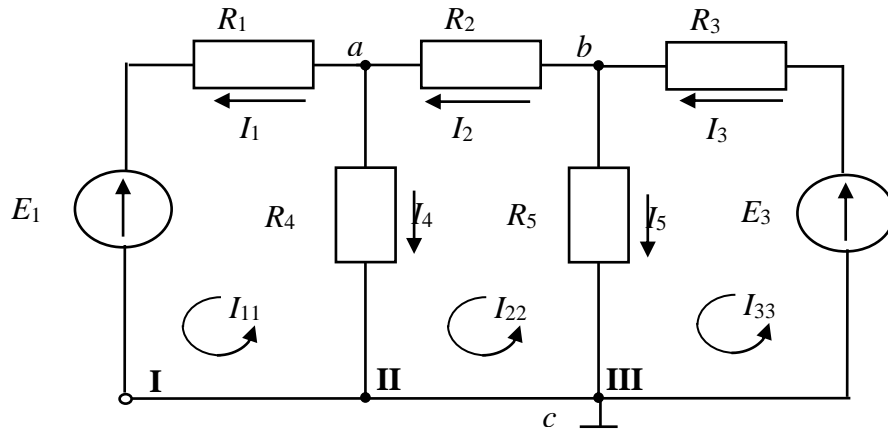 R1 R2 R3
a b
I1 I2 I3
E1 R4 I4 R5 I5 E3
I11 I22 I33
I II III
c